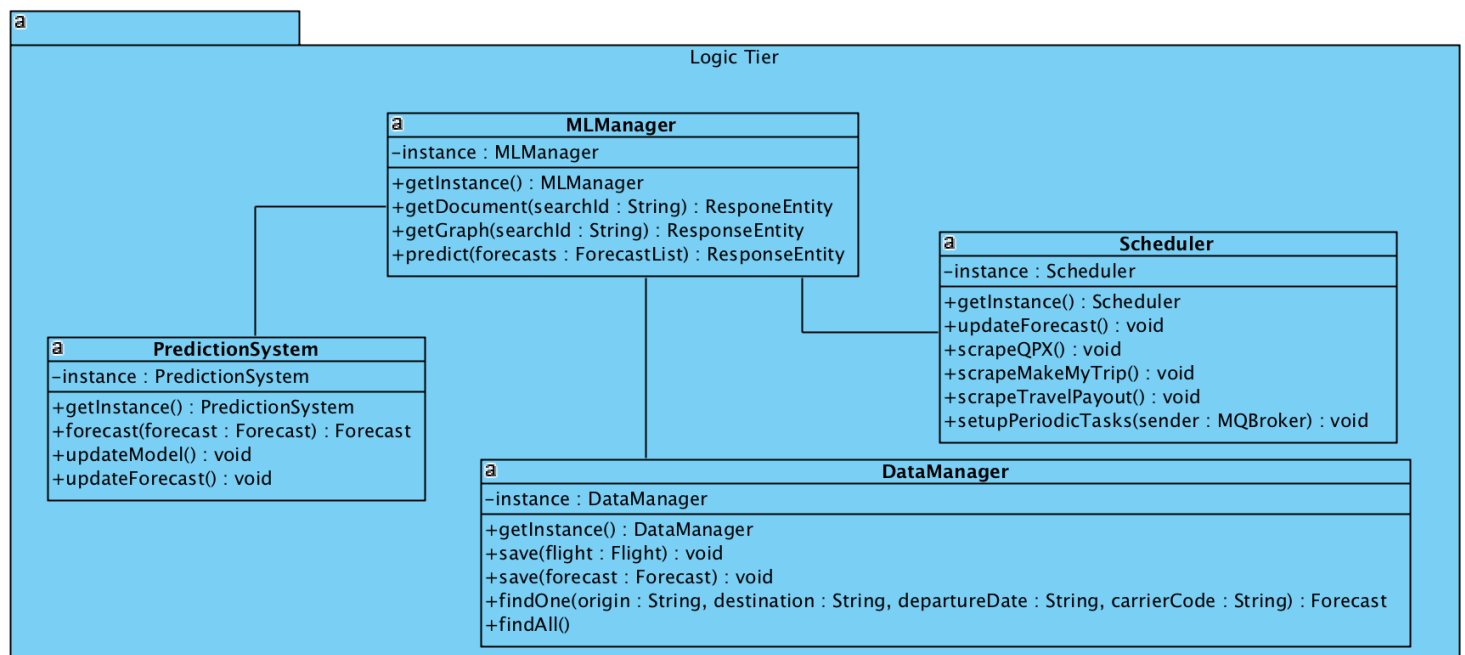 a
Logic Tier
a
MLManager
-instance : MLManager
+getInstance() : MLManager
+getDocument(searchId : String) : ResponeEntity
+getGraph(searchId : String) : ResponseEntity
+predict(forecasts : ForecastList) : ResponseEntity
a
Scheduler
-instance : Scheduler
+getInstance() : Scheduler
+updateForecast() : void
+scrapeQPX() : void
+scrapeMakeMyTrip() : void
+scrapeTravelPayout() : void
+setupPeriodicTasks(sender : MQBroker) : void
a
PredictionSystem
-instance : PredictionSystem
+getInstance() : PredictionSystem
+forecast(forecast : Forecast) : Forecast
+updateModel() : void
+updateForecast() : void
a
DataManager
-instance : DataManager
+getInstance() : DataManager
+save(flight : Flight) : void
+save(forecast : Forecast) : void
+findOne(origin : String, destination : String, departureDate : String, carrierCode : String) : Forecast
+findAll()